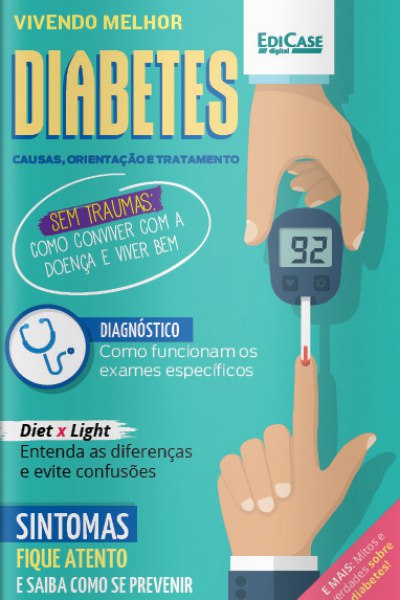 VIVENDO MELHOR
EDICASE
digital
DIABETES
CAUSAS, ORIENTAÇÃO E TRATAMENTO
SEM TRAUMAS:
COMO CONVIVER COM A
DOENÇA E VIVER BEM
92
DIAGNÓSTICO
Como funcionam os
exames específicos
Diet x Light
Entenda as diferenças
e evite confusões
SINTOMAS
FIQUE ATENTO
E SAIBA COMO SE PREVENIR
E MAIS: Mitos e
verdades sobre
diabetes!